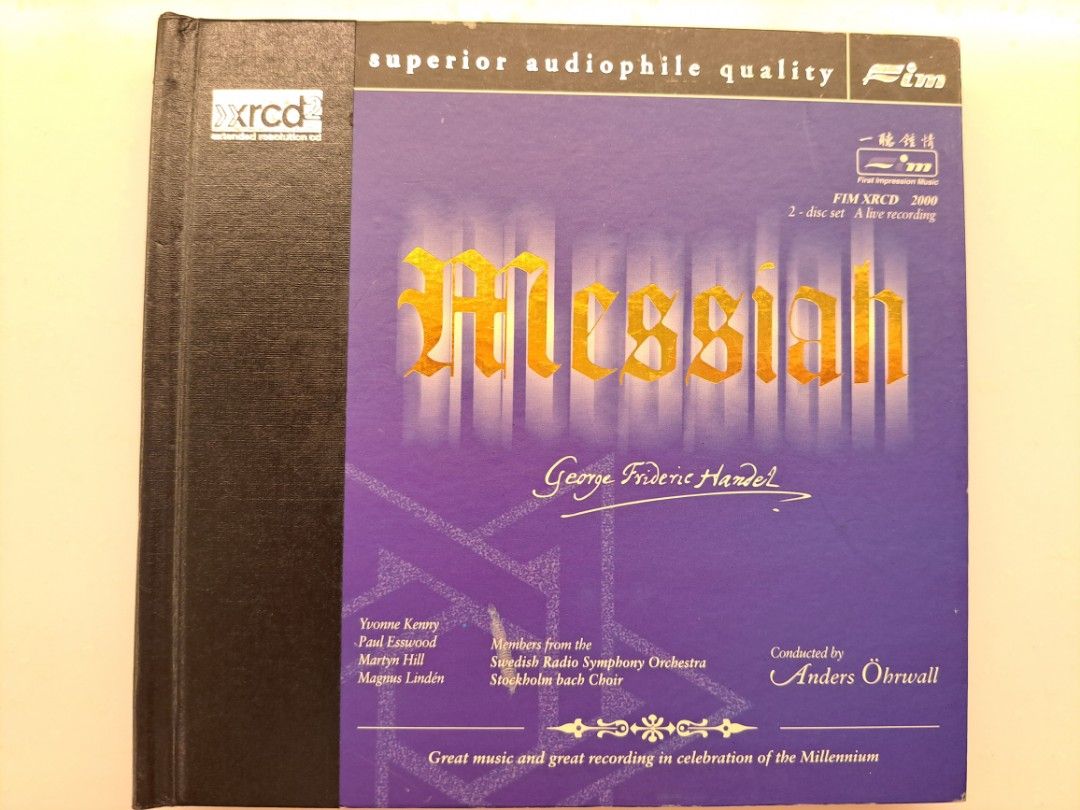 superior audiophile quality
Fim
xrcd2
extended resolution cd
一聽鍾情
Fim
First Impression Music
FIM XRCD 2000
2 - disc set A live recording
Messiah
George Frideric Handel
Yvonne Kenny
Paul Esswood
Martyn Hill
Magnus Lindén
Members from the
Swedish Radio Symphony Orchestra
Stockholm bach Choir
Conducted by
Anders Öhrwall
Great music and great recording in celebration of the Millennium